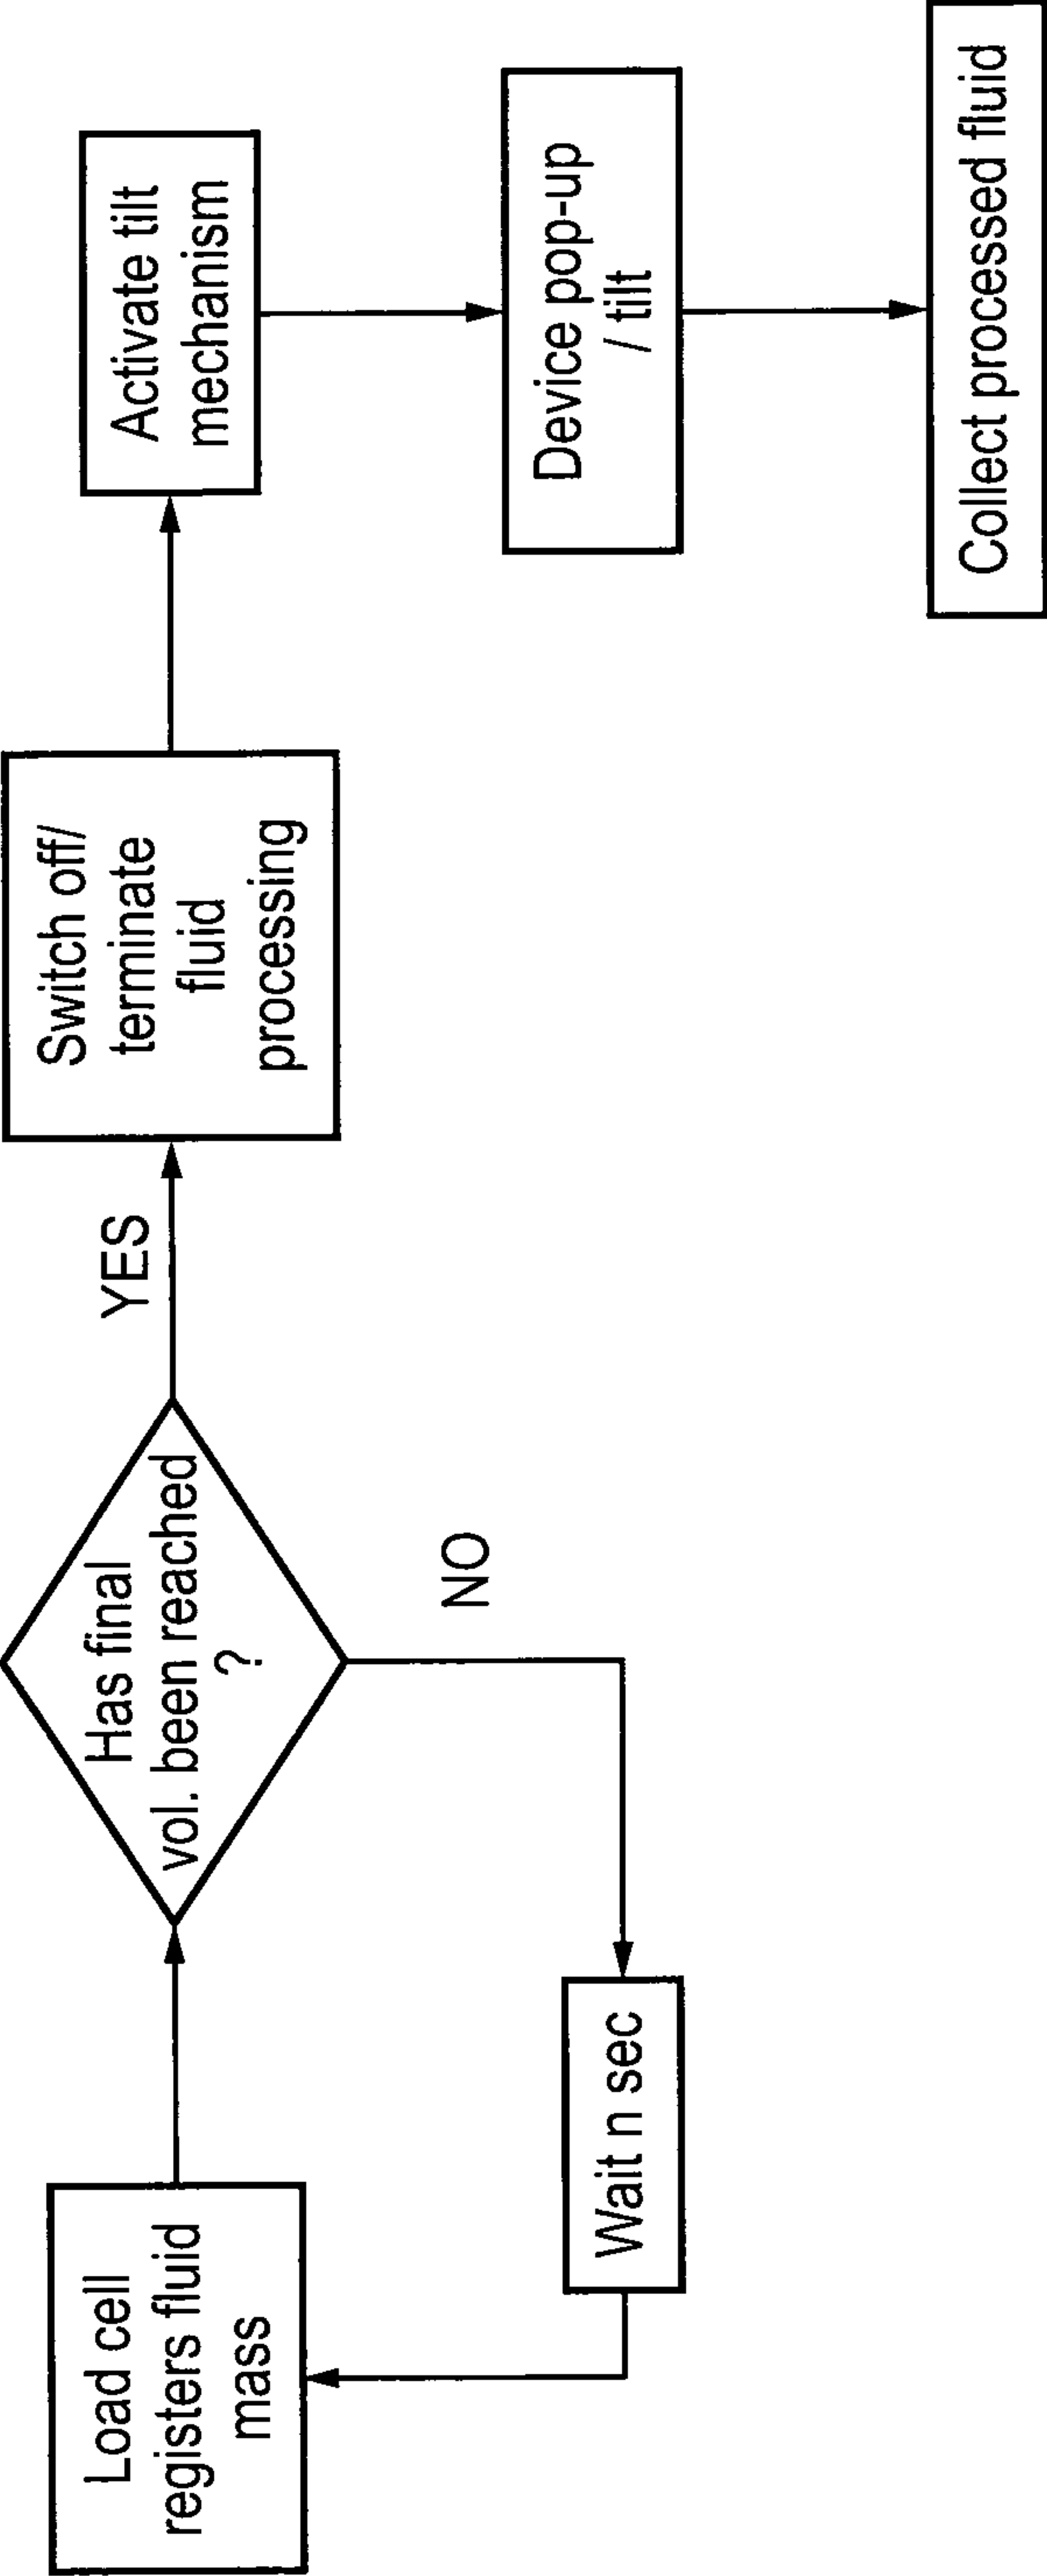 Load cell
registers fluid
mass
Has final
vol. been reached
?
YES
NO
Wait n sec
Switch off/
terminate
fluid
processing
Activate tilt
mechanism
Device pop-up
/ tilt
Collect processed fluid